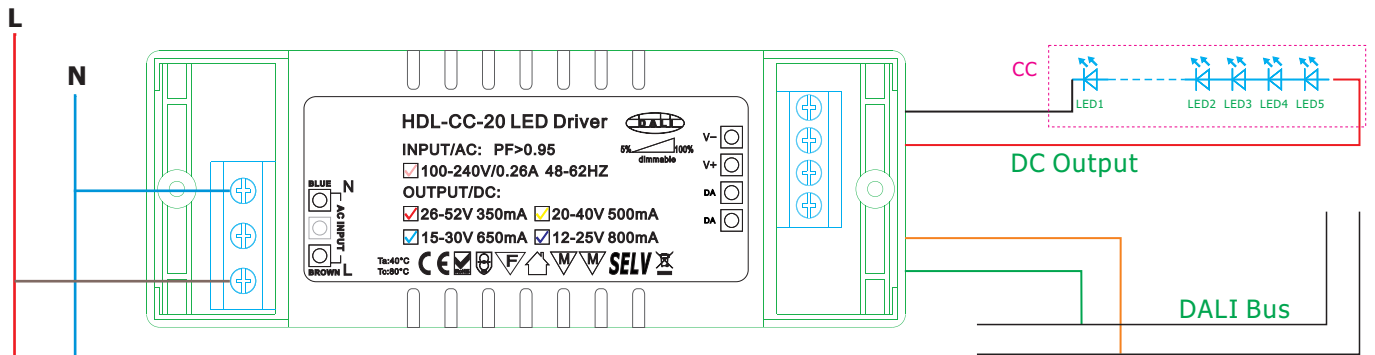 L
N
HDL-CC-20 LED Driver
DALI
INPUT/AC: PF>0.95
5% 100%
dimmable
100-240V/0.26A 48-62HZ
OUTPUT/DC:
26-52V 350mA 20-40V 500mA
15-30V 650mA 12-25V 800mA
Ta:40°C
Tc:80°C
CE
F
M
M
SELV
BLUE
N
AC INPUT
BROWN
L
V−
V+
DA
DA
CC
LED1
LED2
LED3
LED4
LED5
DC Output
DALI Bus